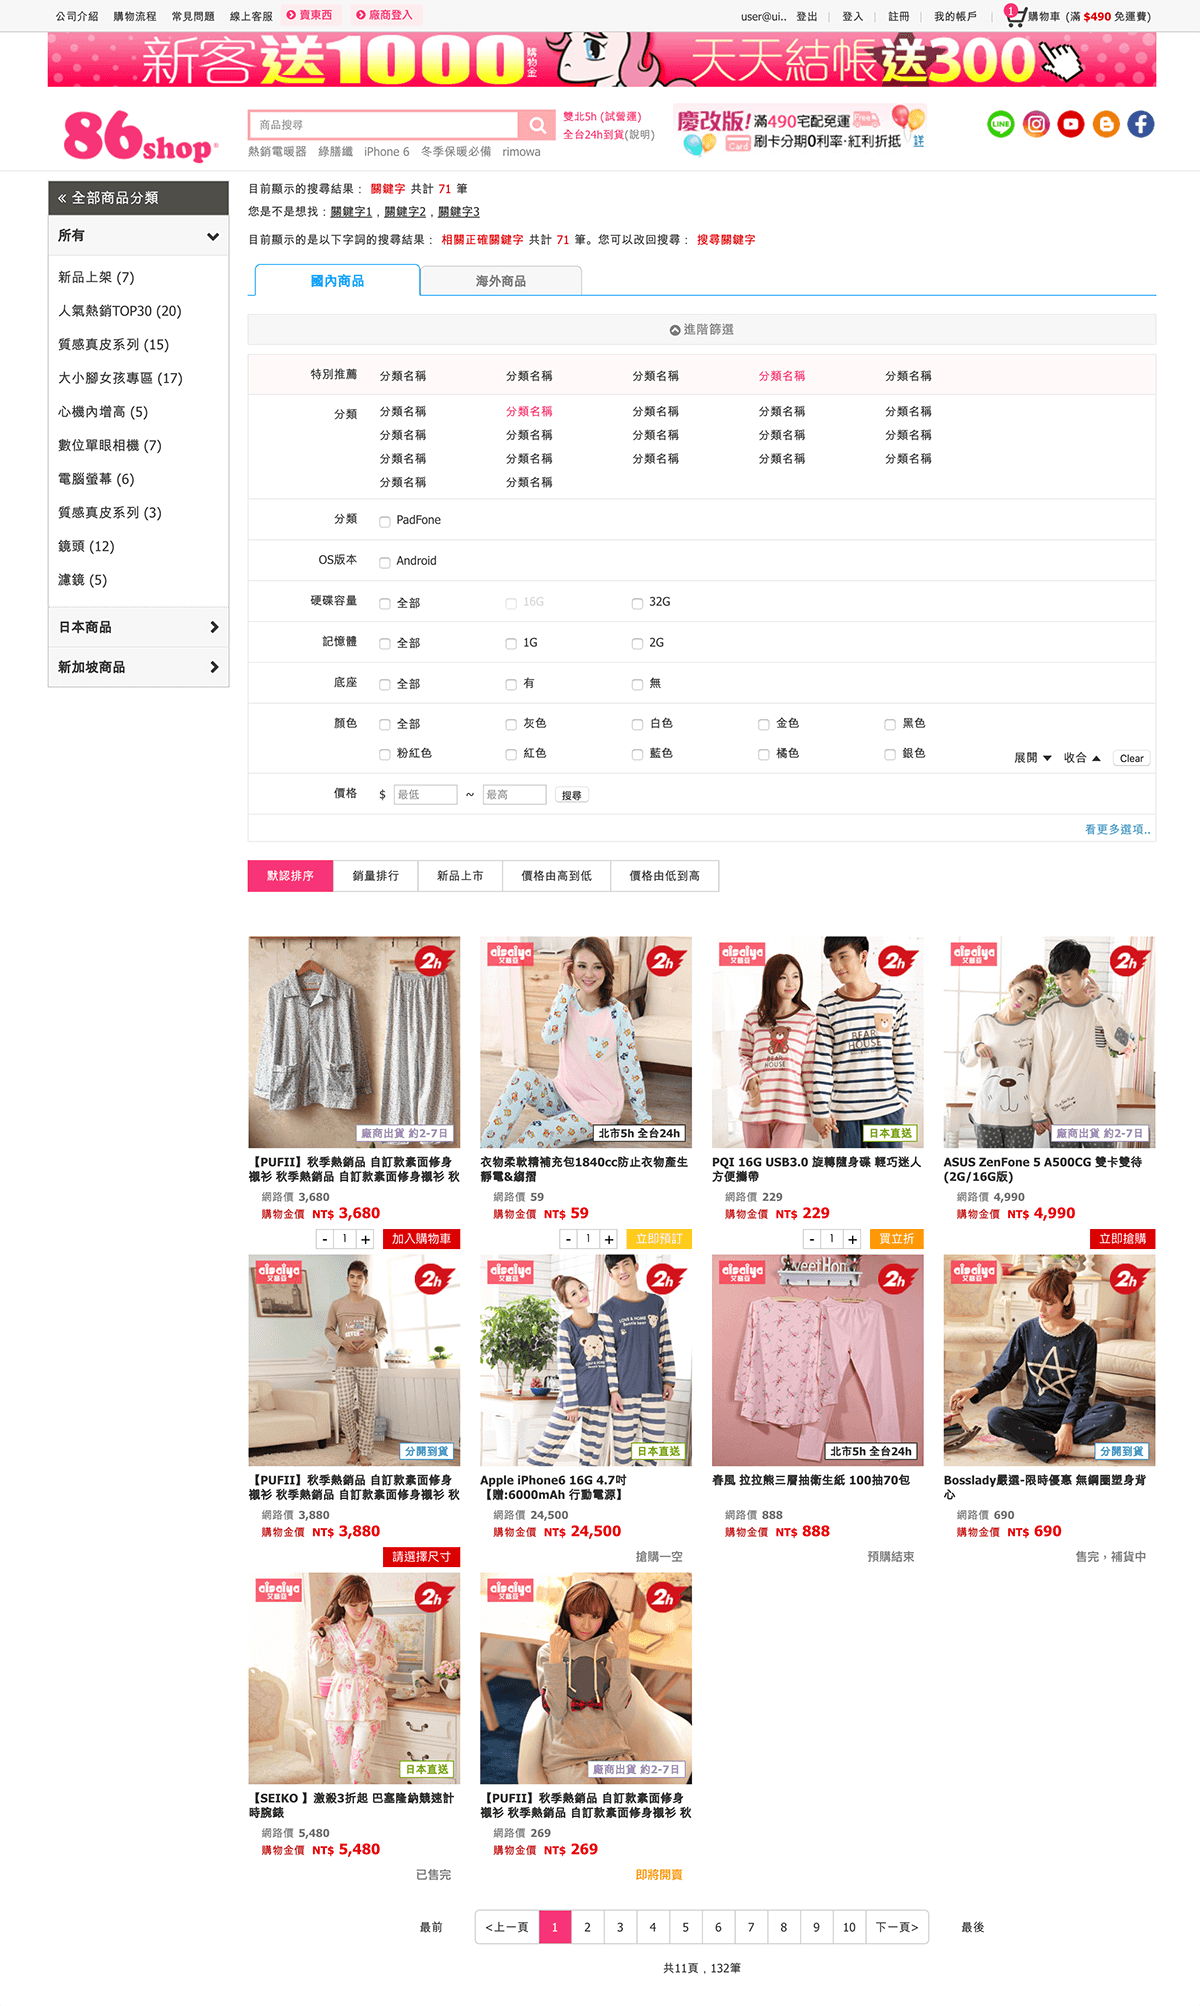 公司介紹 購物流程 常見問題 線上客服 賣東西 廠商登入 user@ui.. 登出 登入 註冊 我的帳戶 1 購物車 (滿 $490 免運費)
新客送1000購物金 天天結帳送300
86shop
商品搜尋
雙北5h (試營運)
全台24h到貨(說明)
熱銷電暖器 綠膳纖 iPhone 6 冬季保暖必備 rimowa
慶改版! 滿490宅配免運 Free
Card 刷卡分期0利率‧紅利折抵 詳
LINE
« 全部商品分類
所有
新品上架 (7)
人氣熱銷TOP30 (20)
質感真皮系列 (15)
大小腳女孩專區 (17)
心機內增高 (5)
數位單眼相機 (7)
電腦螢幕 (6)
質感真皮系列 (3)
鏡頭 (12)
濾鏡 (5)
日本商品
新加坡商品
目前顯示的搜尋結果： 關鍵字 共計 71 筆
您是不是想找：關鍵字1，關鍵字2，關鍵字3
目前顯示的是以下字詞的搜尋結果： 相關正確關鍵字 共計 71 筆。您可以改回搜尋： 搜尋關鍵字
國內商品 海外商品
進階篩選
特別推薦 分類名稱 分類名稱 分類名稱 分類名稱 分類名稱
分類 分類名稱 分類名稱 分類名稱 分類名稱 分類名稱
分類名稱 分類名稱 分類名稱 分類名稱 分類名稱
分類名稱 分類名稱 分類名稱 分類名稱 分類名稱
分類名稱 分類名稱
分類 PadFone
OS版本 Android
硬碟容量 全部 16G 32G
記憶體 全部 1G 2G
底座 全部 有 無
顏色 全部 灰色 白色 金色 黑色
粉紅色 紅色 藍色 橘色 銀色 展開 收合 Clear
價格 $ 最低 ~ 最高 搜尋
看更多選項..
默認排序 銷量排行 新品上市 價格由高到低 價格由低到高
2h
廠商出貨 約2-7日
【PUFII】秋季熱銷品 自訂款素面修身
襯衫 秋季熱銷品 自訂款素面修身襯衫 秋
網路價 3,680
購物金價 NT$ 3,680
- 1 + 加入購物車
aisaiya 2h
北市5h 全台24h
衣物柔軟精補充包1840cc防止衣物產生
靜電&縐摺
網路價 59
購物金價 NT$ 59
- 1 + 立即預訂
aisaiya 2h
BEAR HOUSE BEAR HOUSE
日本直送
PQI 16G USB3.0 旋轉隨身碟 輕巧迷人
方便攜帶
網路價 229
購物金價 NT$ 229
- 1 + 買立折
aisaiya 2h
廠商出貨 約2-7日
ASUS ZenFone 5 A500CG 雙卡雙待
(2G/16G版)
網路價 4,990
購物金價 NT$ 4,990
立即搶購
aisaiya 2h
分開到貨
【PUFII】秋季熱銷品 自訂款素面修身
襯衫 秋季熱銷品 自訂款素面修身襯衫 秋
網路價 3,880
購物金價 NT$ 3,880
請選擇尺寸
aisaiya 2h
LOVE & HOME
日本直送
Apple iPhone6 16G 4.7吋
【贈:6000mAh 行動電源】
網路價 24,500
購物金價 NT$ 24,500
搶購一空
aisaiya 2h
北市5h 全台24h
春風 拉拉熊三層抽衛生紙 100抽70包
網路價 888
購物金價 NT$ 888
預購結束
aisaiya 2h
分開到貨
Bosslady嚴選-限時優惠 無鋼圈塑身背
心
網路價 690
購物金價 NT$ 690
售完，補貨中
aisaiya 2h
日本直送
【SEIKO 】激殺3折起 巴塞隆納競速計
時腕錶
網路價 5,480
購物金價 NT$ 5,480
已售完
aisaiya 2h
廠商出貨 約2-7日
【PUFII】秋季熱銷品 自訂款素面修身
襯衫 秋季熱銷品 自訂款素面修身襯衫 秋
網路價 269
購物金價 NT$ 269
即將開賣
最前 <上一頁 1 2 3 4 5 6 7 8 9 10 下一頁> 最後
共11頁，132筆